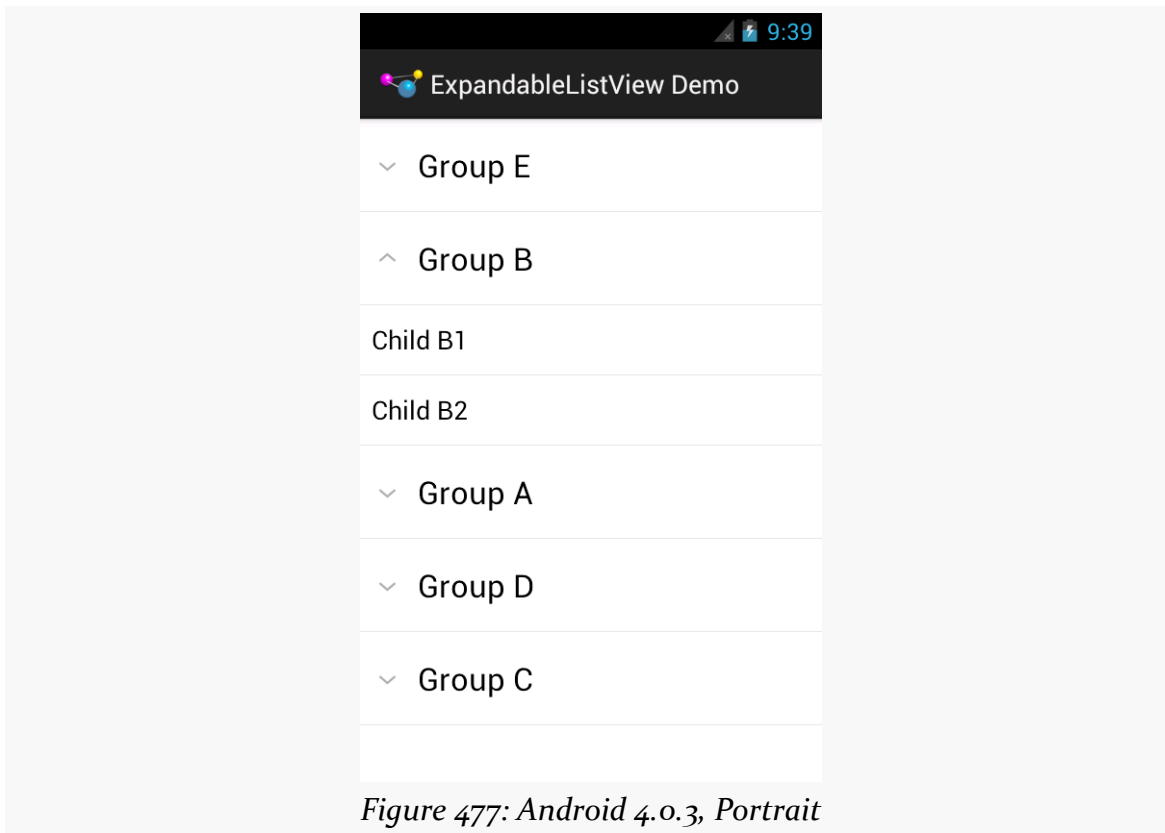 9:39
ExpandableListView Demo
Group E
Group B
Child B1
Child B2
Group A
Group D
Group C
Figure 477: Android 4.0.3, Portrait